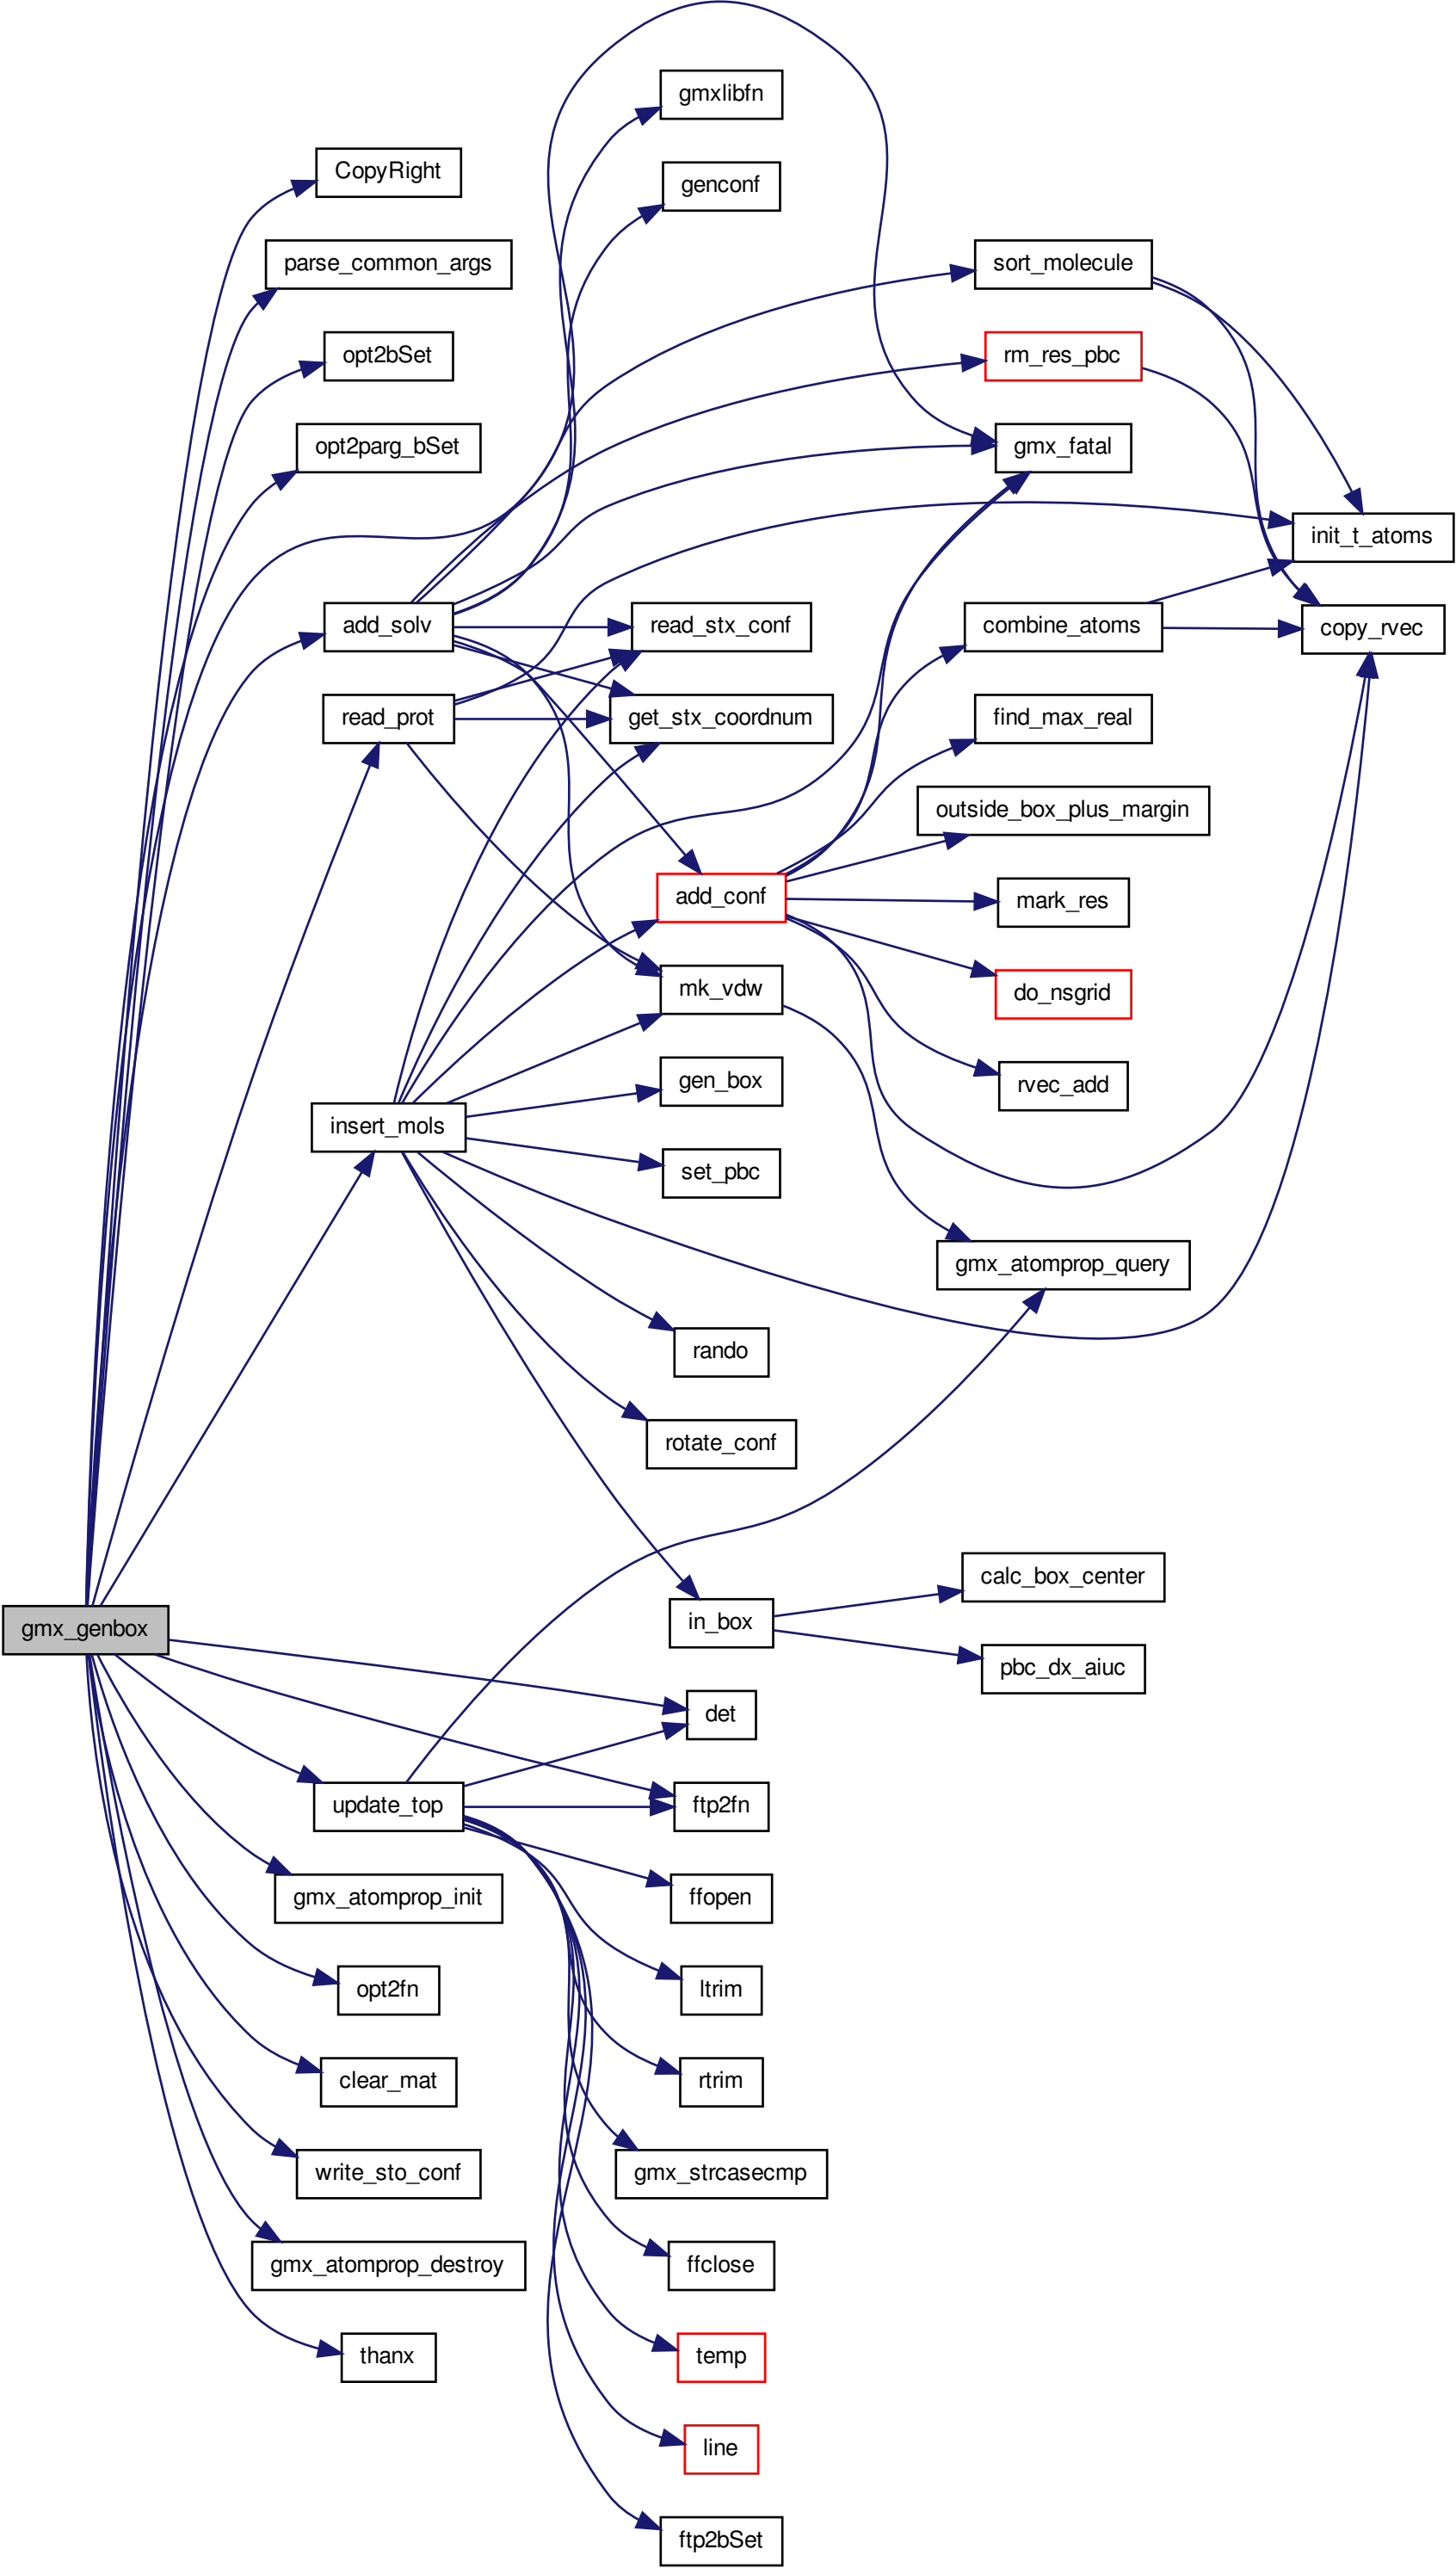 gmxlibfn
CopyRight
genconf
parse_common_args
sort_molecule
opt2bSet
rm_res_pbc
opt2parg_bSet
gmx_fatal
init_t_atoms
add_solv
read_stx_conf
combine_atoms
copy_rvec
read_prot
get_stx_coordnum
find_max_real
outside_box_plus_margin
add_conf
mark_res
mk_vdw
do_nsgrid
gen_box
rvec_add
insert_mols
set_pbc
gmx_atomprop_query
rando
rotate_conf
calc_box_center
gmx_genbox
in_box
pbc_dx_aiuc
det
update_top
ftp2fn
gmx_atomprop_init
ffopen
opt2fn
ltrim
clear_mat
rtrim
write_sto_conf
gmx_strcasecmp
gmx_atomprop_destroy
ffclose
thanx
temp
line
ftp2bSet